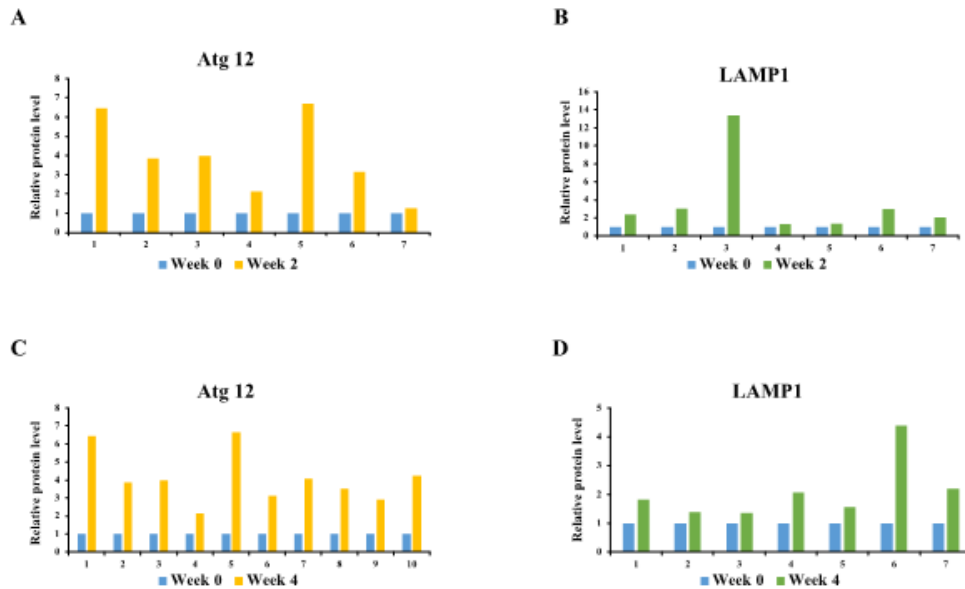 A
Atg 12
Relative protein level
8
7
6
5
4
3
2
1
0
1 2 3 4 5 6 7
Week 0 Week 2
B
LAMP1
Relative protein level
16
14
12
10
8
6
4
2
0
1 2 3 4 5 6 7
Week 0 Week 2
C
Atg 12
Relative protein level
8
7
6
5
4
3
2
1
0
1 2 3 4 5 6 7 8 9 10
Week 0 Week 4
D
LAMP1
Relative protein level
5
4
3
2
1
0
1 2 3 4 5 6 7
Week 0 Week 4